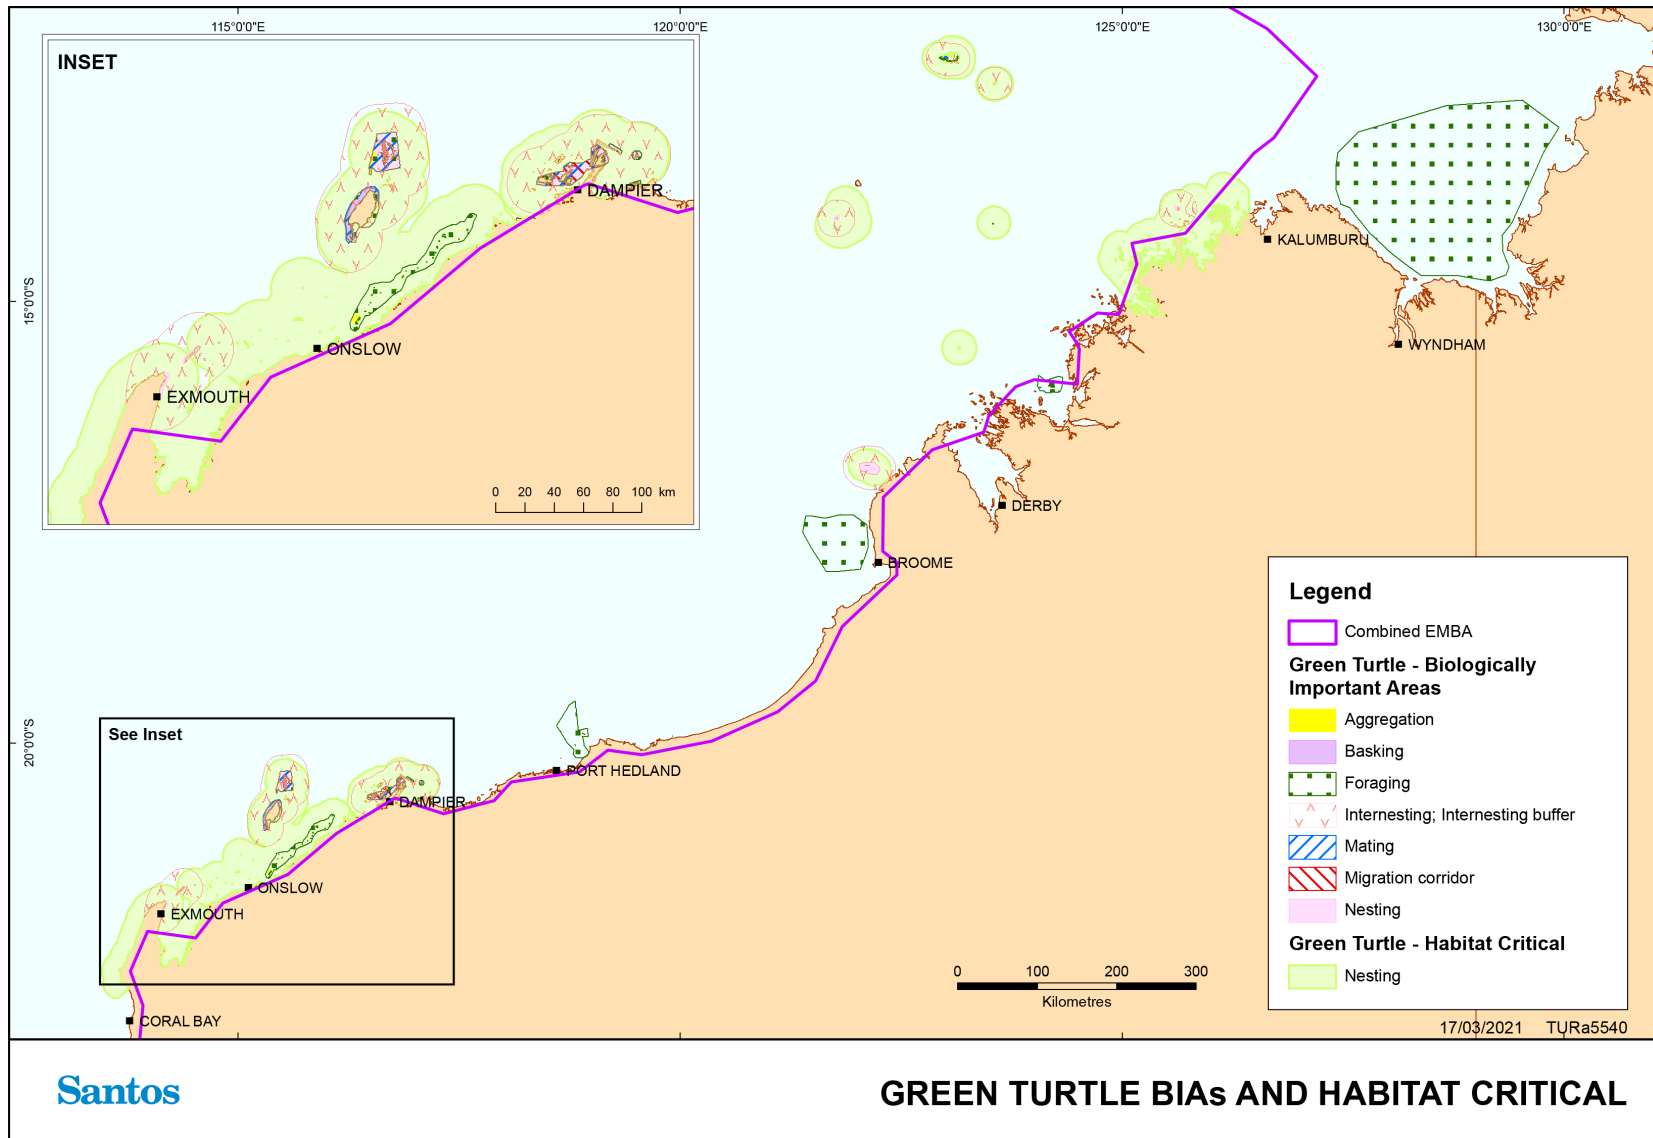 115°0'0"E
120°0'0"E
125°0'0"E
130°0'0"E
INSET
DAMPIER
ONSLOW
EXMOUTH
0 20 40 60 80 100 km
15°0'0"S
20°0'0"S
KALUMBURU
WYNDHAM
DERBY
BROOME
See Inset
PORT HEDLAND
DAMPIER
ONSLOW
EXMOUTH
CORAL BAY
0 100 200 300
Kilometres
Legend
Combined EMBA
Green Turtle - Biologically
Important Areas
Aggregation
Basking
Foraging
Internesting; Internesting buffer
Mating
Migration corridor
Nesting
Green Turtle - Habitat Critical
Nesting
17/03/2021 TURa5540
Santos
GREEN TURTLE BIAs AND HABITAT CRITICAL